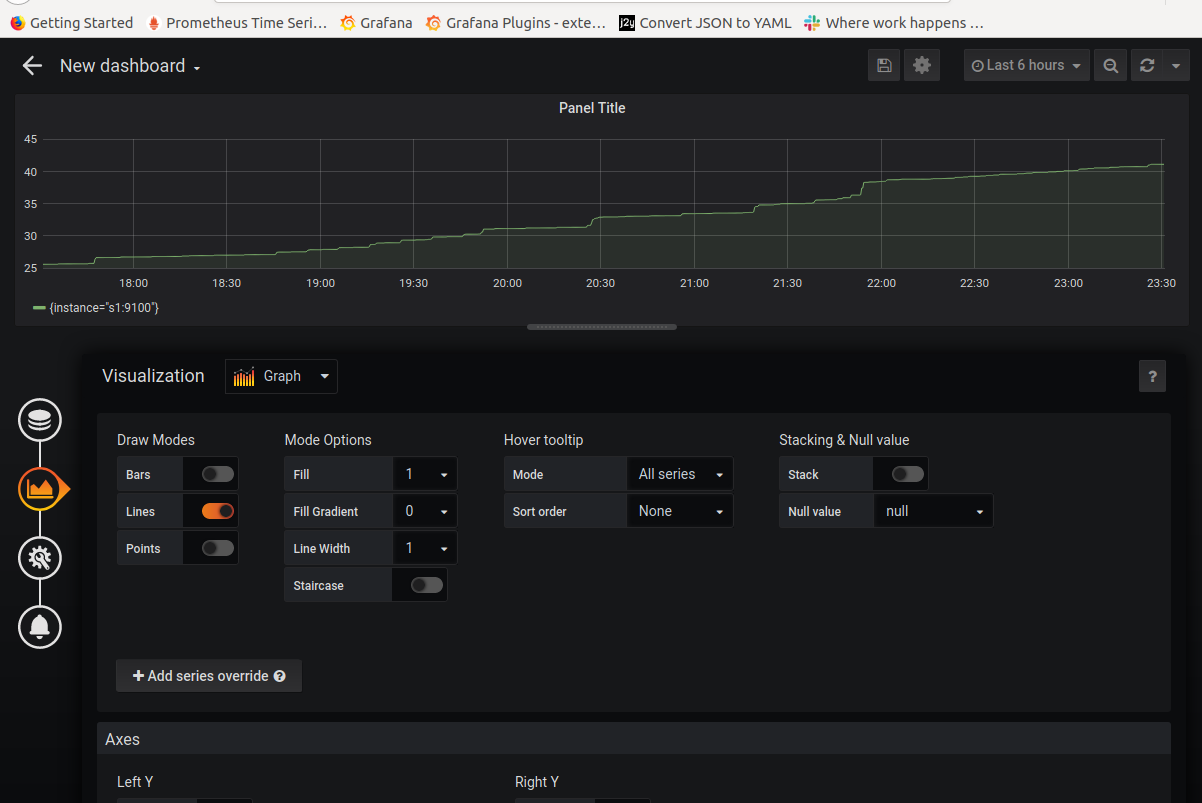 Getting Started Prometheus Time Seri... Grafana Grafana Plugins - exte... j2y Convert JSON to YAML Where work happens ...
New dashboard Last 6 hours
Panel Title
45
40
35
30
25
18:00 18:30 19:00 19:30 20:00 20:30 21:00 21:30 22:00 22:30 23:00 23:30
{instance="s1:9100"}
Visualization Graph ?
Draw Modes Mode Options Hover tooltip Stacking & Null value
Bars Fill 1 Mode All series Stack
Lines Fill Gradient 0 Sort order None Null value null
Points Line Width 1
Staircase
+ Add series override ?
Axes
Left Y Right Y